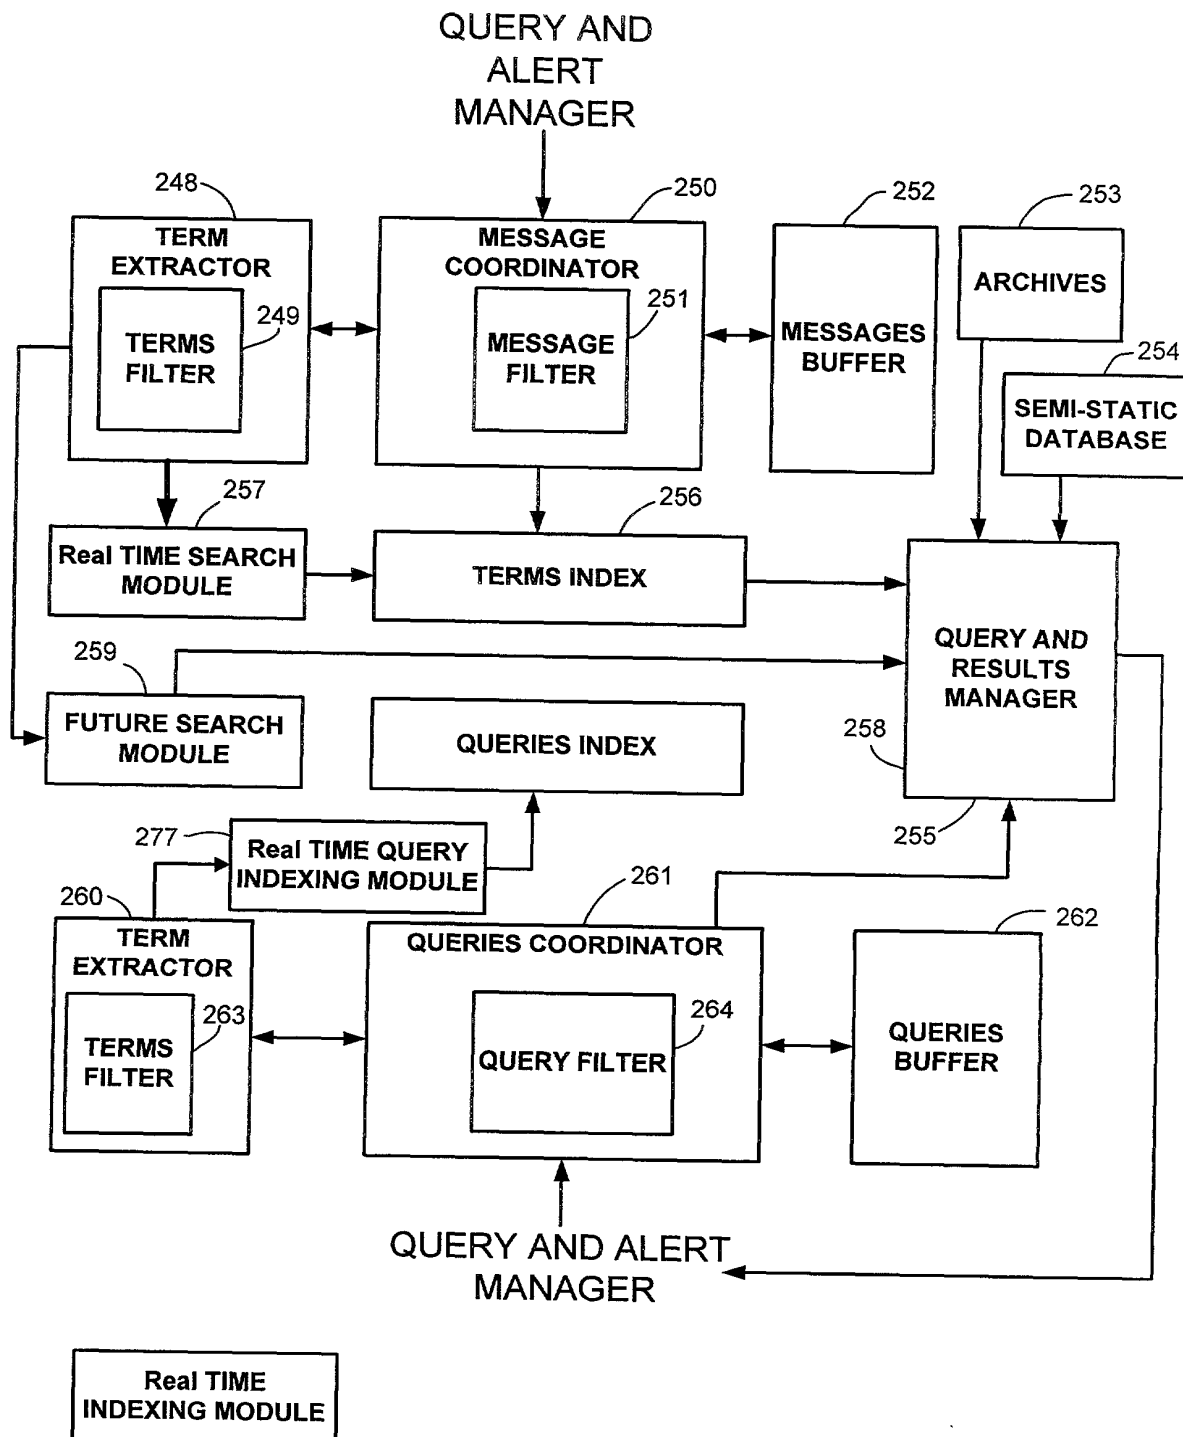 QUERY AND
ALERT
MANAGER
248
250
252
253
TERM
EXTRACTOR
MESSAGE
COORDINATOR
ARCHIVES
249
251
TERMS
FILTER
MESSAGE
FILTER
MESSAGES
BUFFER
254
SEMI-STATIC
DATABASE
257
256
Real TIME SEARCH
MODULE
TERMS INDEX
259
QUERY AND
RESULTS
MANAGER
FUTURE SEARCH
MODULE
QUERIES INDEX
258
255
277
Real TIME QUERY
INDEXING MODULE
260
261
262
TERM
EXTRACTOR
QUERIES COORDINATOR
263
264
TERMS
FILTER
QUERY FILTER
QUERIES
BUFFER
QUERY AND ALERT
MANAGER
Real TIME
INDEXING MODULE